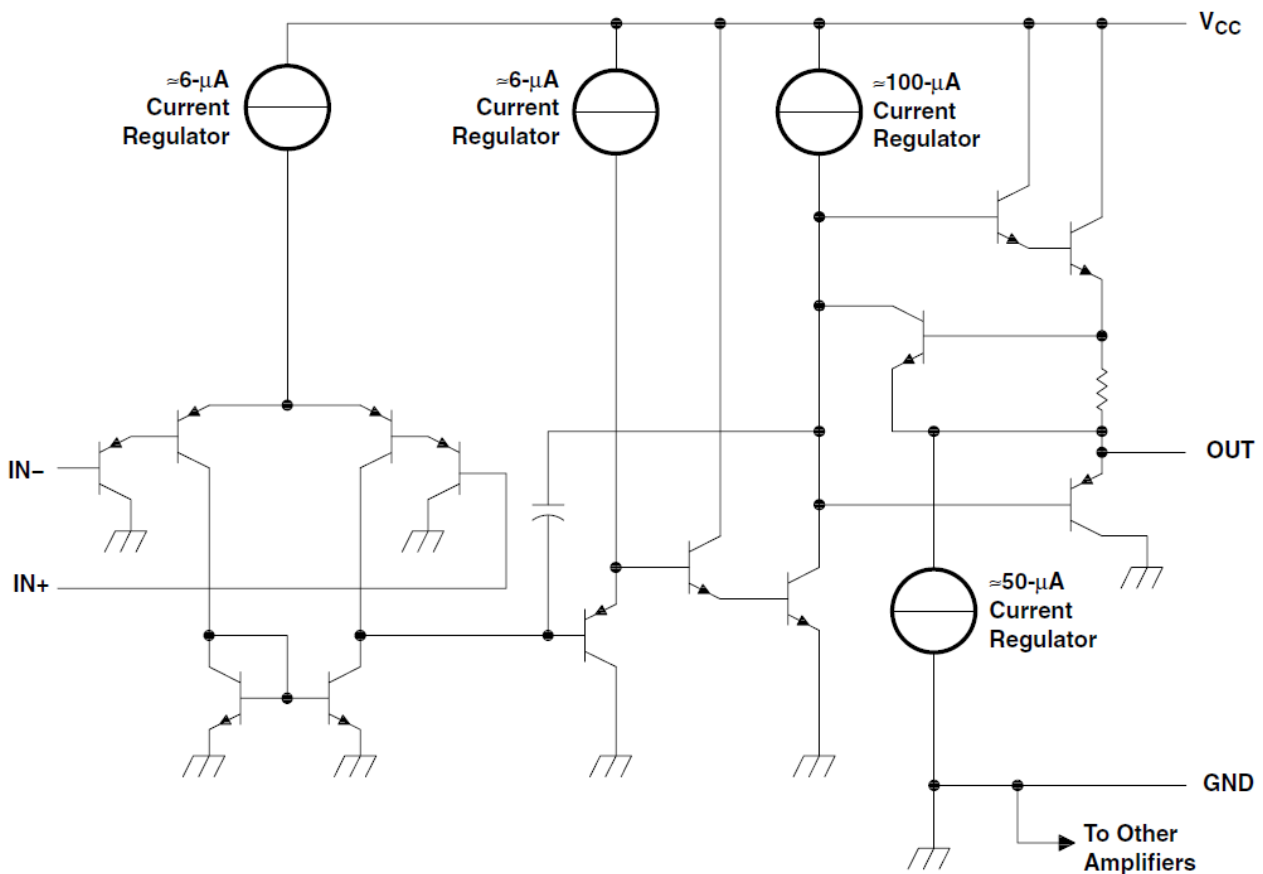 V_CC
≈6-μA
Current
Regulator
≈6-μA
Current
Regulator
≈100-μA
Current
Regulator
IN−
OUT
IN+
≈50-μA
Current
Regulator
GND
To Other
Amplifiers